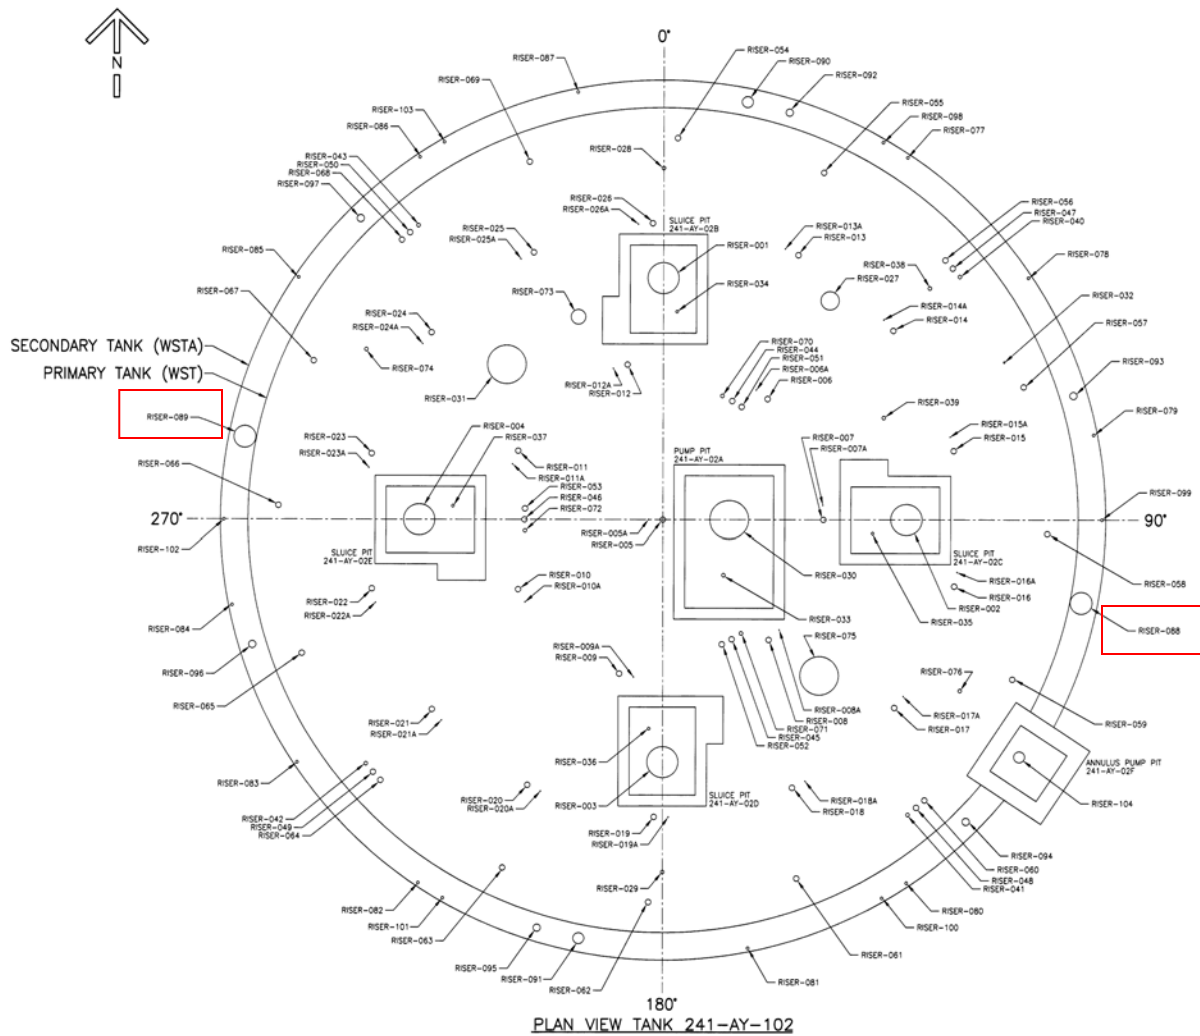 0°
N
RISER-054
RISER-087
RISER-090
RISER-069
RISER-092
RISER-055
RISER-103
RISER-098
RISER-086
RISER-077
RISER-028
RISER-043
RISER-050
RISER-068
RISER-097
RISER-056
RISER-047
RISER-040
RISER-026
RISER-026A
SLUICE PIT
241-AY-02B
RISER-013A
RISER-013
RISER-025
RISER-025A
RISER-001
RISER-085
RISER-078
RISER-038
RISER-027
RISER-067
RISER-034
RISER-073
RISER-032
RISER-014A
RISER-014
RISER-024
RISER-024A
RISER-057
SECONDARY TANK (WSTA)
PRIMARY TANK (WST)
RISER-070
RISER-044
RISER-051
RISER-006A
RISER-006
RISER-093
RISER-074
RISER-012A
RISER-012
RISER-031
RISER-039
RISER-079
RISER-089
RISER-004
RISER-037
RISER-015A
RISER-015
RISER-023
RISER-023A
RISER-007
RISER-007A
PUMP PIT
241-AY-02A
RISER-066
RISER-011
RISER-011A
RISER-053
RISER-046
RISER-072
RISER-099
270°
90°
RISER-005A
RISER-005
RISER-102
SLUICE PIT
241-AY-02E
SLUICE PIT
241-AY-02C
RISER-030
RISER-010
RISER-010A
RISER-016A
RISER-016
RISER-058
RISER-022
RISER-022A
RISER-002
RISER-033
RISER-035
RISER-084
RISER-088
RISER-075
RISER-009A
RISER-009
RISER-096
RISER-076
RISER-065
RISER-008A
RISER-008
RISER-071
RISER-045
RISER-052
RISER-017A
RISER-017
RISER-059
RISER-021
RISER-021A
RISER-036
ANNULUS PUMP PIT
241-AY-02F
RISER-083
RISER-020
RISER-020A
RISER-003
SLUICE PIT
241-AY-02D
RISER-018A
RISER-018
RISER-104
RISER-042
RISER-049
RISER-064
RISER-019
RISER-019A
RISER-094
RISER-060
RISER-048
RISER-041
RISER-029
RISER-082
RISER-101
RISER-063
RISER-080
RISER-100
RISER-061
RISER-095
RISER-091
RISER-062
RISER-081
180°
PLAN VIEW TANK 241-AY-102